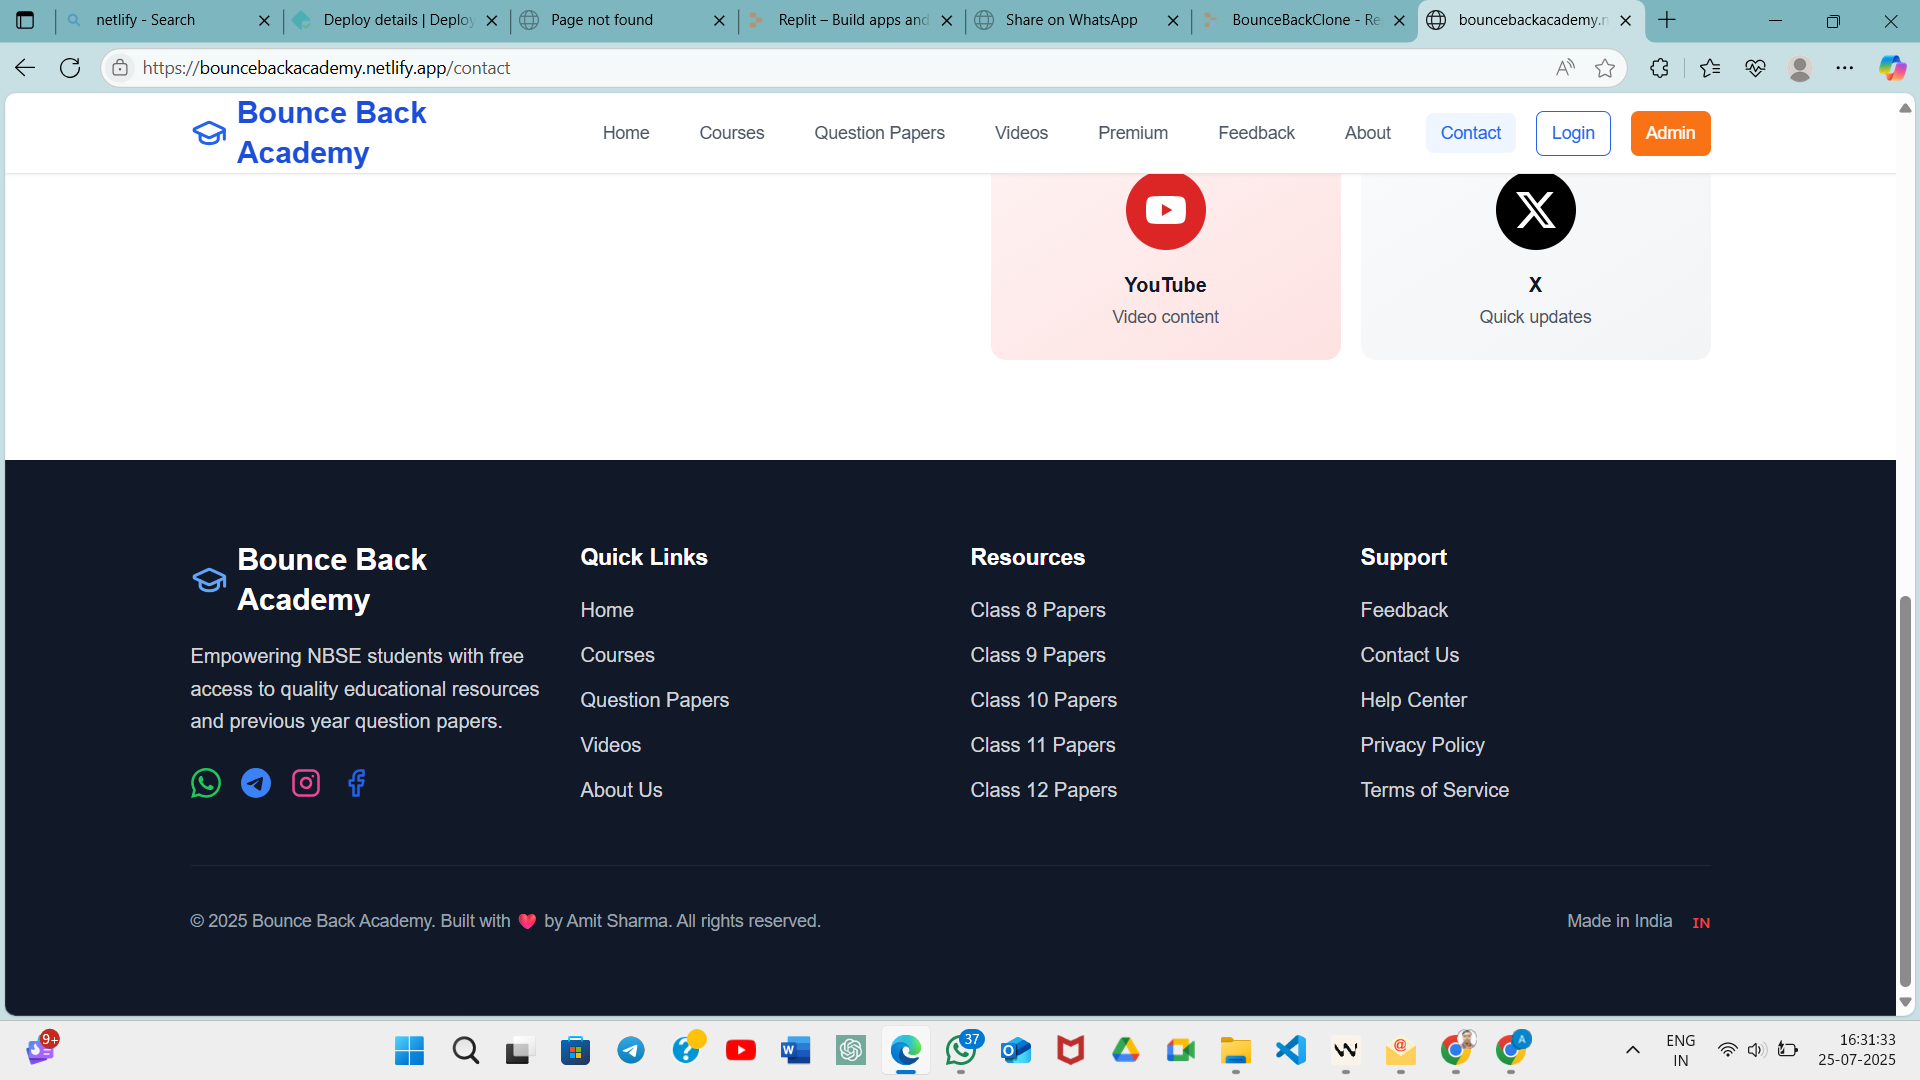 netlify - Search
Deploy details | Deploy
Page not found
Replit – Build apps and
Share on WhatsApp
BounceBackClone - Re
bouncebackacademy.n
https://bouncebackacademy.netlify.app/contact
Bounce Back
Academy
Home
Courses
Question Papers
Videos
Premium
Feedback
About
Contact
Login
Admin
YouTube
Video content
X
Quick updates
Bounce Back
Academy
Empowering NBSE students with free
access to quality educational resources
and previous year question papers.
Quick Links
Home
Courses
Question Papers
Videos
About Us
Resources
Class 8 Papers
Class 9 Papers
Class 10 Papers
Class 11 Papers
Class 12 Papers
Support
Feedback
Contact Us
Help Center
Privacy Policy
Terms of Service
© 2025 Bounce Back Academy. Built with ❤️ by Amit Sharma. All rights reserved.
Made in India IN
9+
37
A
ENG
IN
16:31:33
25-07-2025